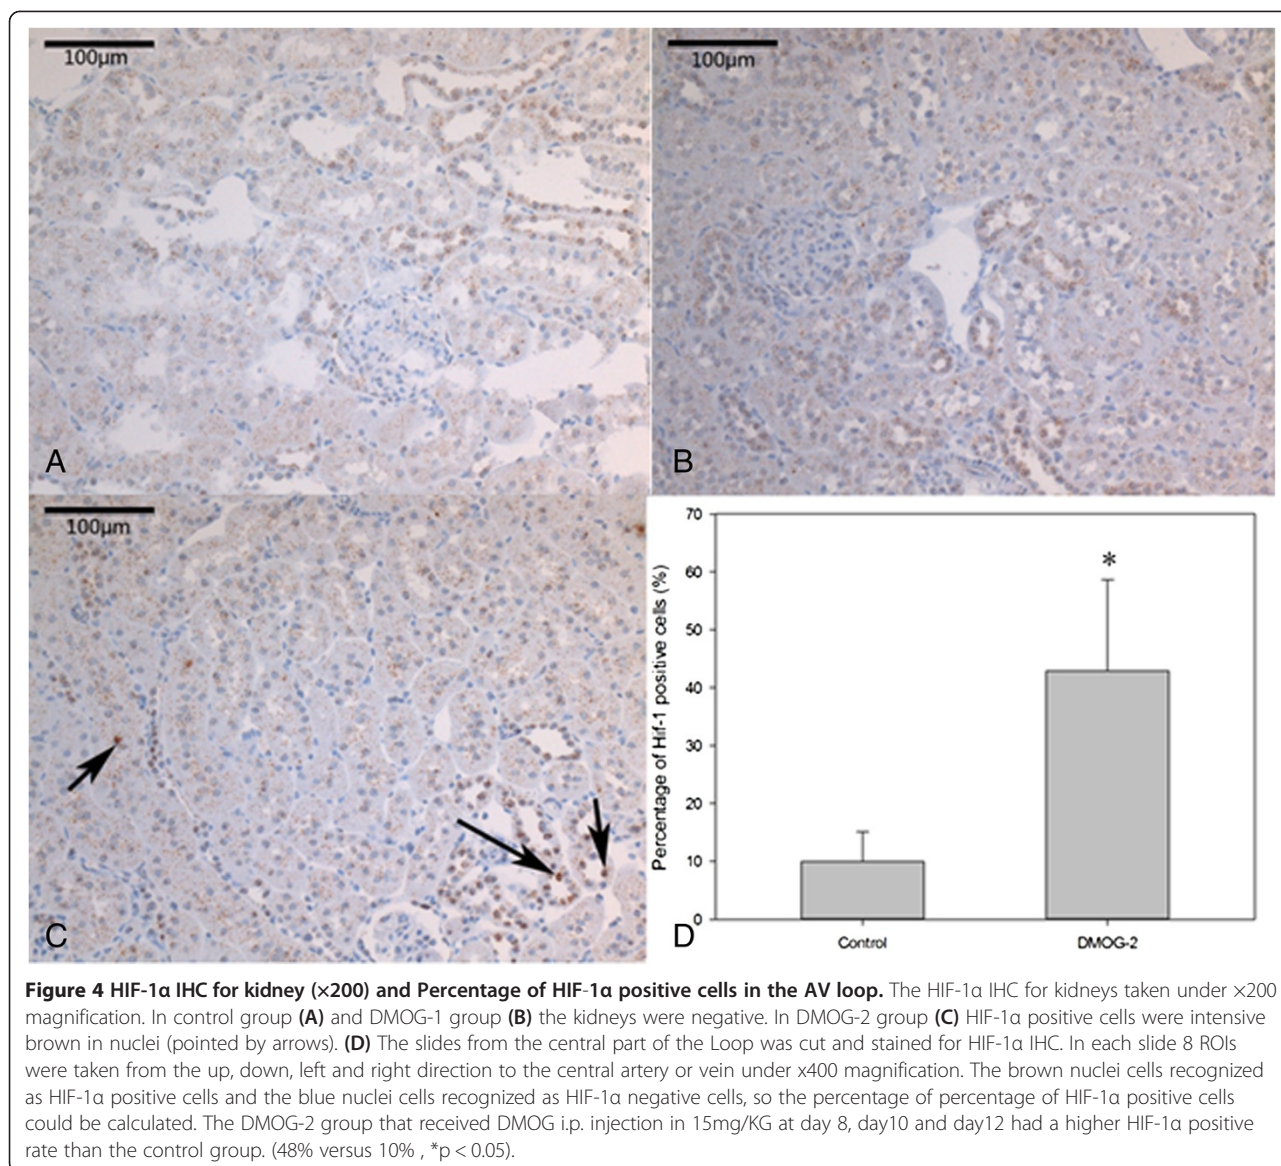 100µm
100µm
A
B
100µm
C
70
60
50
40
30
20
10
0
Percentage of Hif-1 positive cells (%)
*
D
Control
DMOG-2
Figure 4 HIF-1α IHC for kidney (×200) and Percentage of HIF-1α positive cells in the AV loop. The HIF-1α IHC for kidneys taken under ×200
magnification. In control group (A) and DMOG-1 group (B) the kidneys were negative. In DMOG-2 group (C) HIF-1α positive cells were intensive
brown in nuclei (pointed by arrows). (D) The slides from the central part of the Loop was cut and stained for HIF-1α IHC. In each slide 8 ROIs
were taken from the up, down, left and right direction to the central artery or vein under x400 magnification. The brown nuclei cells recognized
as HIF-1α positive cells and the blue nuclei cells recognized as HIF-1α negative cells, so the percentage of percentage of HIF-1α positive cells
could be calculated. The DMOG-2 group that received DMOG i.p. injection in 15mg/KG at day 8, day10 and day12 had a higher HIF-1α positive
rate than the control group. (48% versus 10% , *p < 0.05).